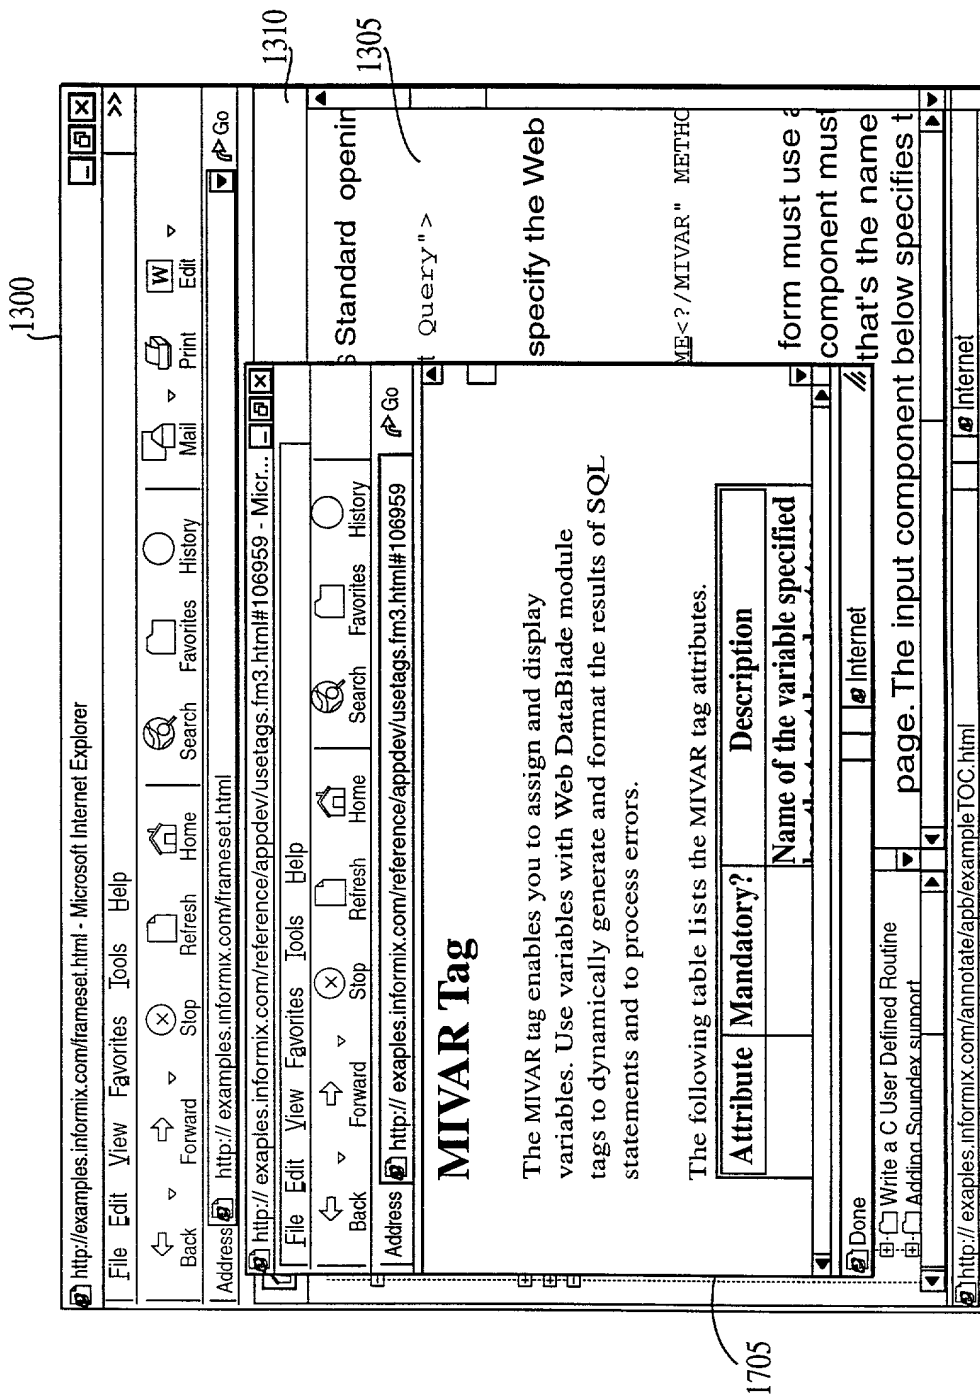 1300
http://examples.informix.com/frameset.html - Microsoft Internet Explorer
File Edit View Favorites Tools Help
>>
Back Forward Stop Refresh Home Search Favorites History Mail Print Edit
W
Address http:// examples.informix.com/frameset.html Go
1310
1305
http:// exaples.informix.com/reference/appdev/usetags.fm3.html#106959 - Micr...
File Edit View Favorites Tools Help
Back Forward Stop Refresh Home Search Favorites History
Address http:// exaples.informix.com/reference/appdev/usetags.fm3.html#106959 Go
MIVAR Tag
The MIVAR tag enables you to assign and display
variables. Use variables with Web DataBlade module
tags to dynamically generate and format the results of SQL
statements and to process errors.
The following table lists the MIVAR tag attributes.
Attribute Mandatory? Description
Name of the variable specified
Done Internet
s Standard openin
t Query">
specify the Web
ME<?/MIVAR" METHO
form must use a
component must
that's the name
page. The input component below specifies t
Write a C User Defined Routine
Adding Soundex support
http:// exaples.informix.com/annotate/app/exampleTOC.html Internet
1705